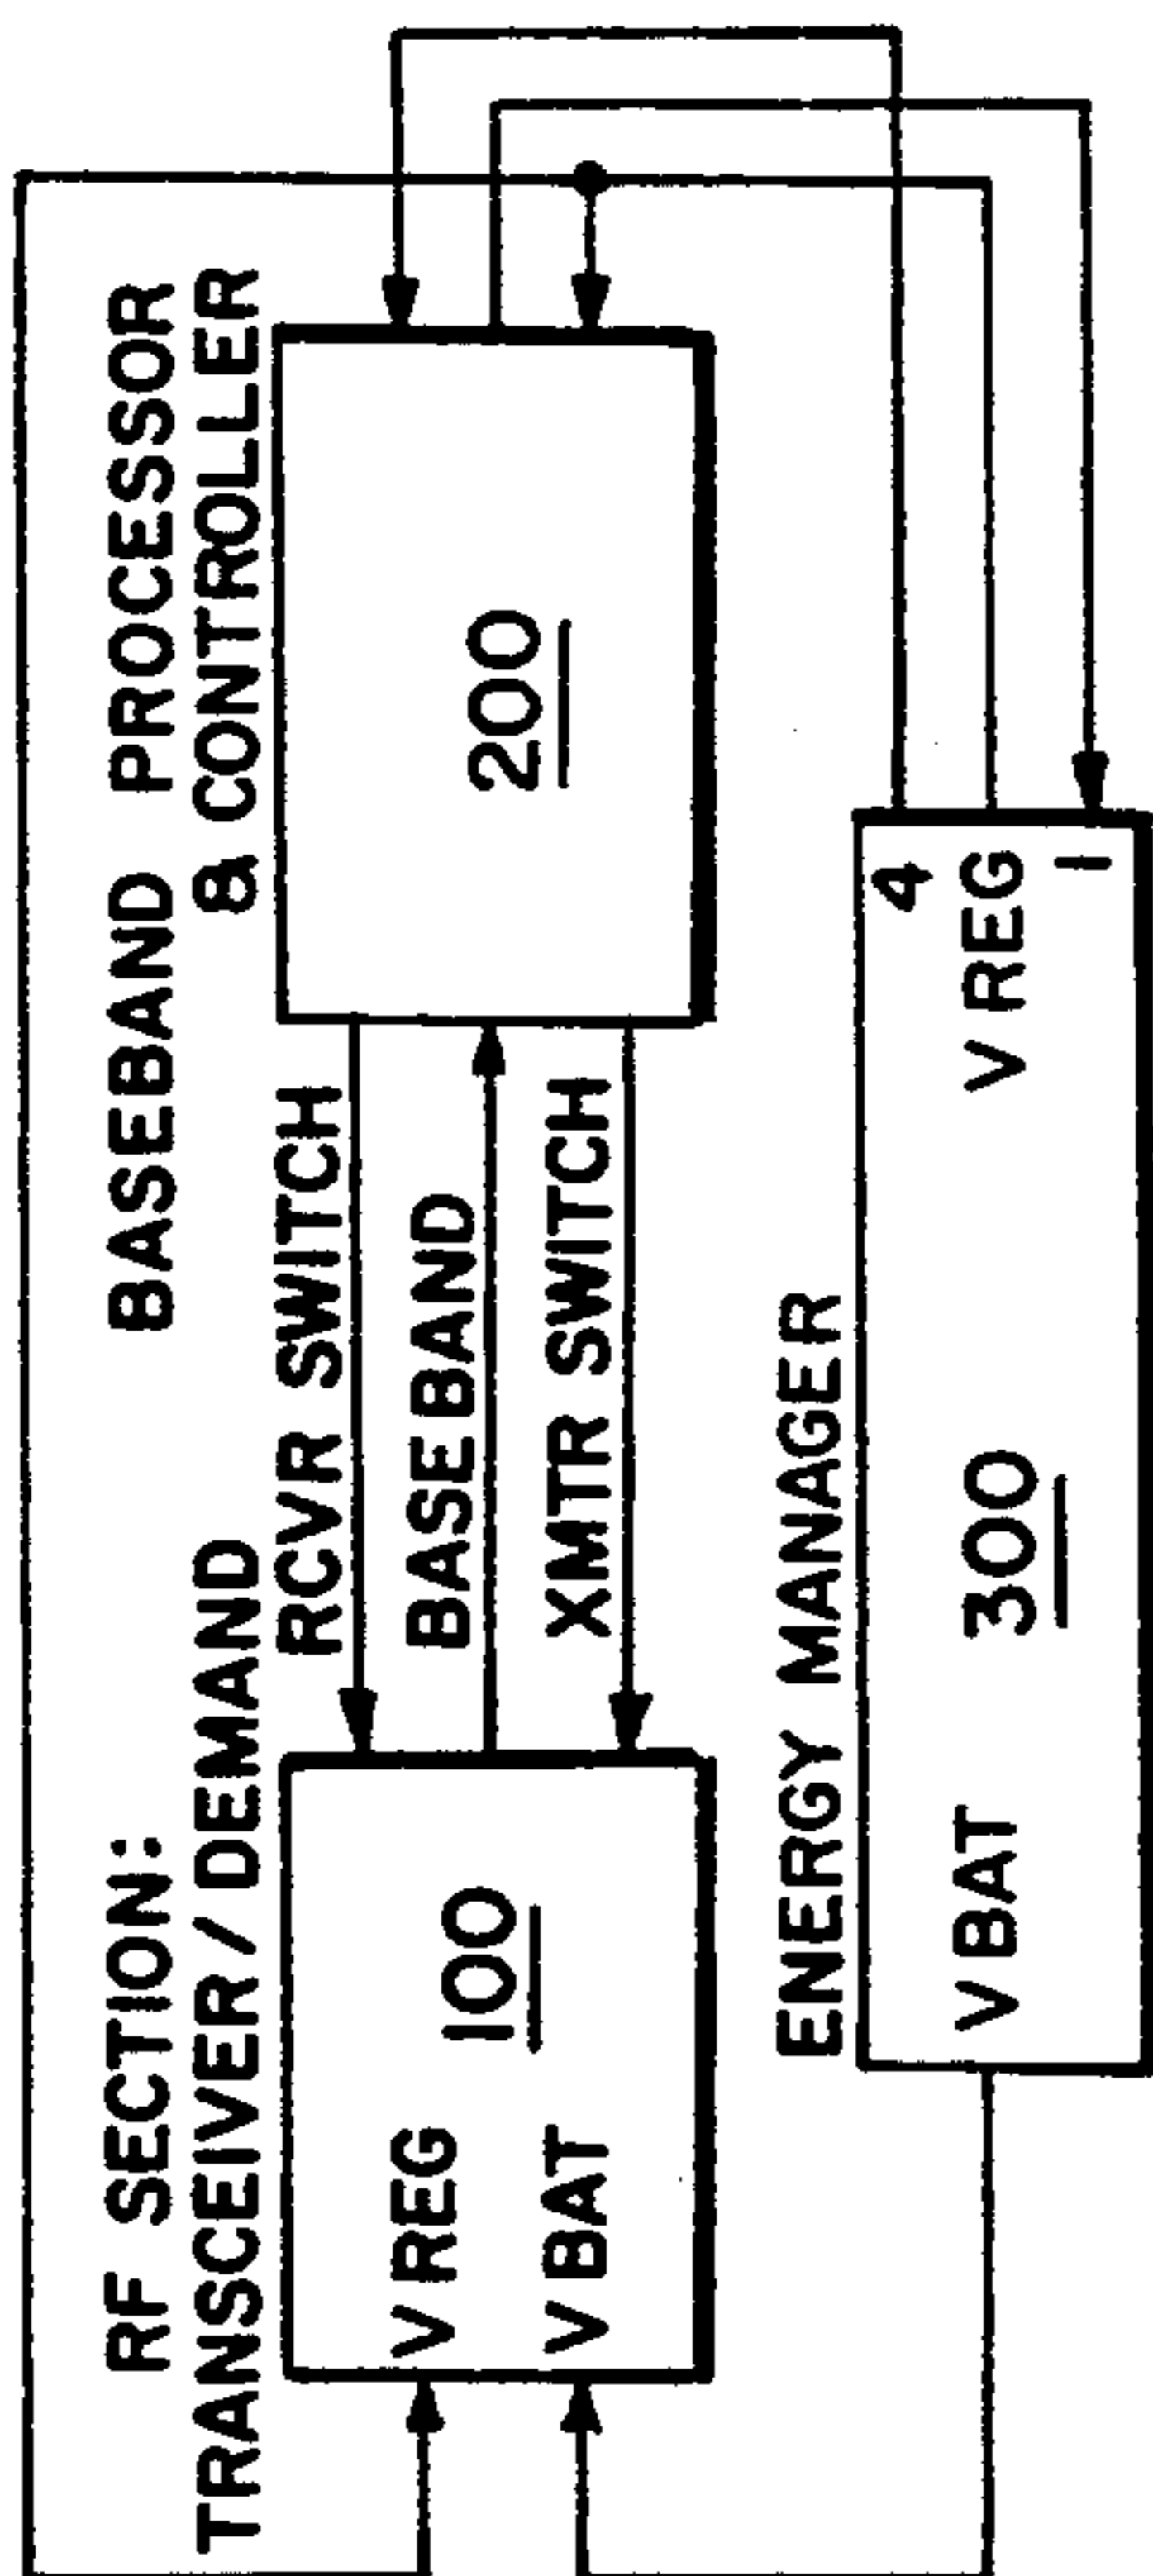 RF SECTION:
TRANSCEIVER / DEMAND
BASEBAND PROCESSOR
& CONTROLLER
RCVR SWITCH
BASE BAND
XMTR SWITCH
V REG
V BAT
100
200
ENERGY MANAGER
V BAT
300
4
V REG
1